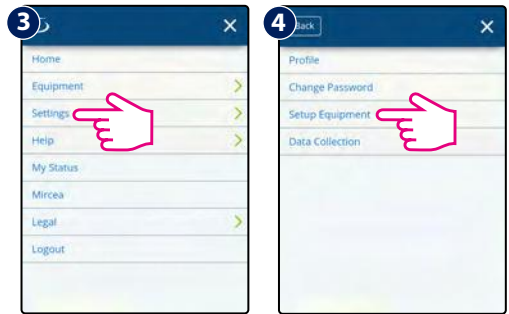 3
Home
Equipment
Settings
Help
My Status
Mircea
Legal
Logout
4
Back
Profile
Change Password
Setup Equipment
Data Collection